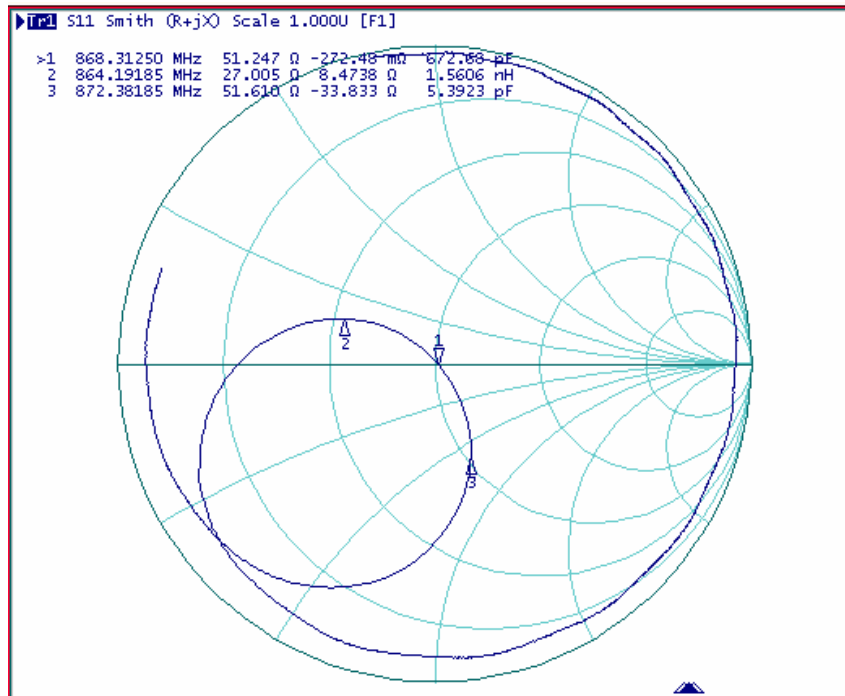 Tr1 S11 Smith (R+jX) Scale 1.000U [F1]
>1 868.31250 MHz 51.247 Ω -272.48 mΩ 672.68 pF
2 864.19185 MHz 27.005 Ω 8.4738 Ω 1.5606 nH
3 872.38185 MHz 51.610 Ω -33.833 Ω 5.3923 pF
1
2
3